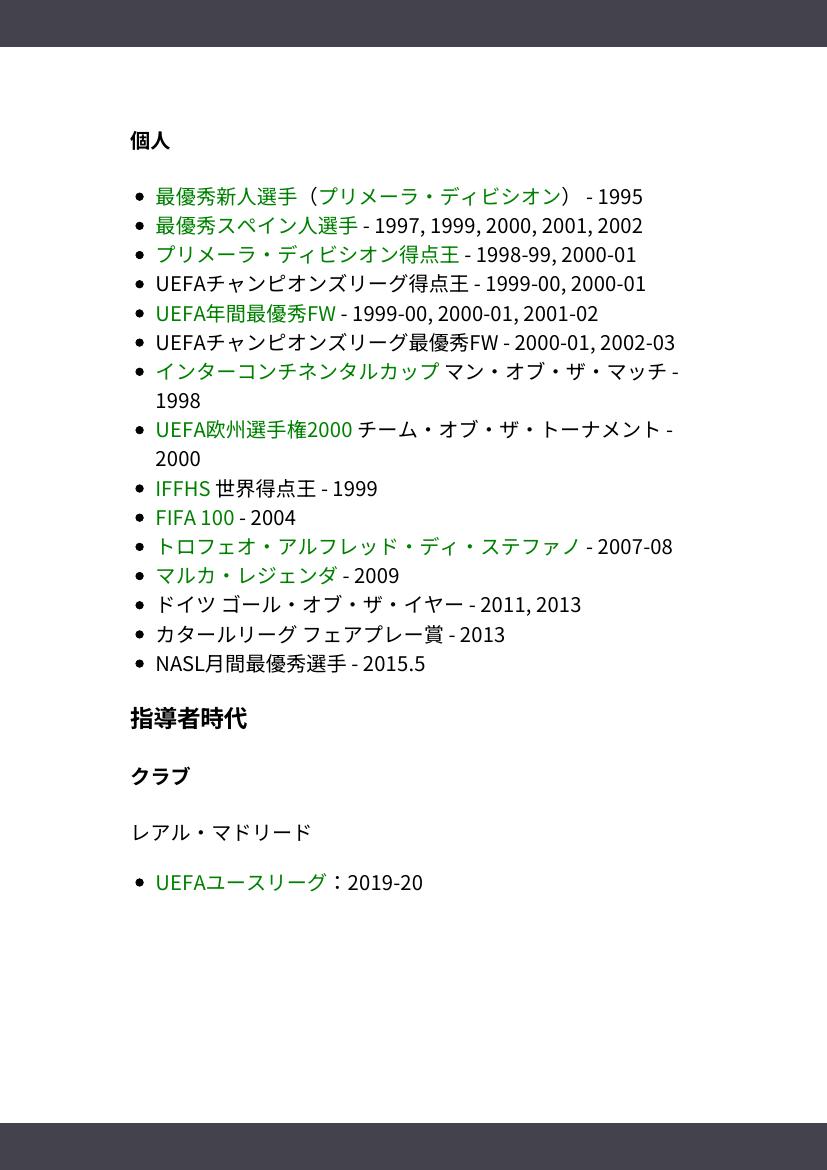 個人
最優秀新人選手（プリメーラ・ディビシオン） - 1995
最優秀スペイン人選手 - 1997, 1999, 2000, 2001, 2002
プリメーラ・ディビシオン得点王 - 1998-99, 2000-01
UEFAチャンピオンズリーグ得点王 - 1999-00, 2000-01
UEFA年間最優秀FW - 1999-00, 2000-01, 2001-02
UEFAチャンピオンズリーグ最優秀FW - 2000-01, 2002-03
インターコンチネンタルカップ マン・オブ・ザ・マッチ -
1998
UEFA欧州選手権2000 チーム・オブ・ザ・トーナメント -
2000
IFFHS 世界得点王 - 1999
FIFA 100 - 2004
トロフェオ・アルフレッド・ディ・ステファノ - 2007-08
マルカ・レジェンダ - 2009
ドイツ ゴール・オブ・ザ・イヤー - 2011, 2013
カタールリーグ フェアプレー賞 - 2013
NASL月間最優秀選手 - 2015.5
指導者時代
クラブ
レアル・マドリード
UEFAユースリーグ：2019-20